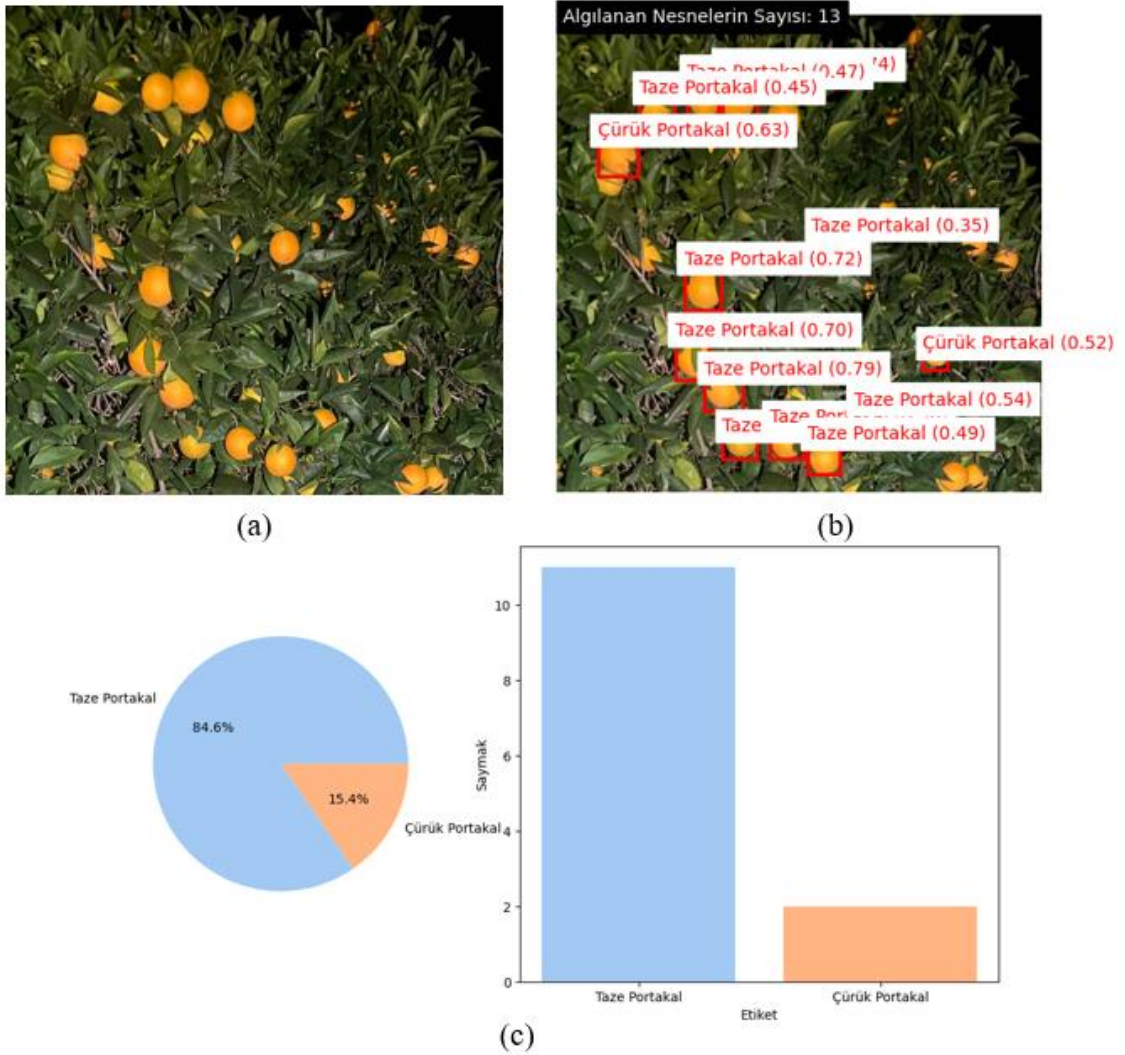 Algılanan Nesnelerin Sayısı: 13
74)
Taze Portakal (0.47)
Taze Portakal (0.45)
Çürük Portakal (0.63)
Taze Portakal (0.35)
Taze Portakal (0.72)
Taze Portakal (0.70)
Çürük Portakal (0.52)
Taze Portakal (0.79)
Taze Portakal (0.54)
Taze
Taze
Taze Portakal (0.49)
(a)
(b)
Taze Portakal
84.6%
15.4%
Çürük Portakal
Saymak
10
8
6
4
2
0
Taze Portakal
Çürük Portakal
Etiket
(c)